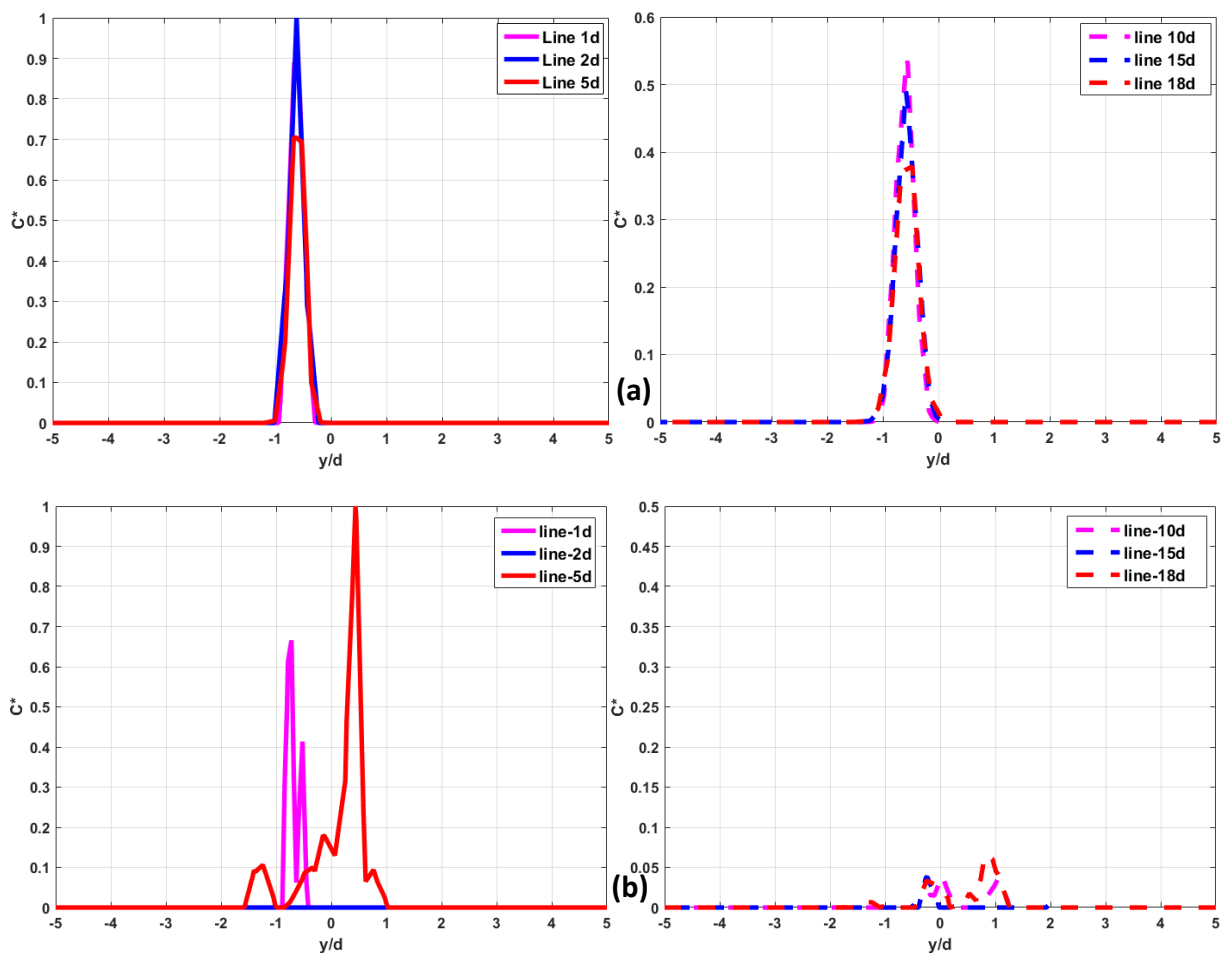 1
0.9
0.8
0.7
0.6
0.5
0.4
0.3
0.2
0.1
0
C*
-5 -4 -3 -2 -1 0 1 2 3 4 5
y/d
Line 1d
Line 2d
Line 5d
0.6
0.5
0.4
0.3
0.2
0.1
0
C*
-5 -4 -3 -2 -1 0 1 2 3 4 5
y/d
line 10d
line 15d
line 18d
(a)
1
0.9
0.8
0.7
0.6
0.5
0.4
0.3
0.2
0.1
0
C*
-5 -4 -3 -2 -1 0 1 2 3 4 5
y/d
line-1d
line-2d
line-5d
0.5
0.45
0.4
0.35
0.3
0.25
0.2
0.15
0.1
0.05
0
C*
-5 -4 -3 -2 -1 0 1 2 3 4 5
y/d
line-10d
line-15d
line-18d
(b)